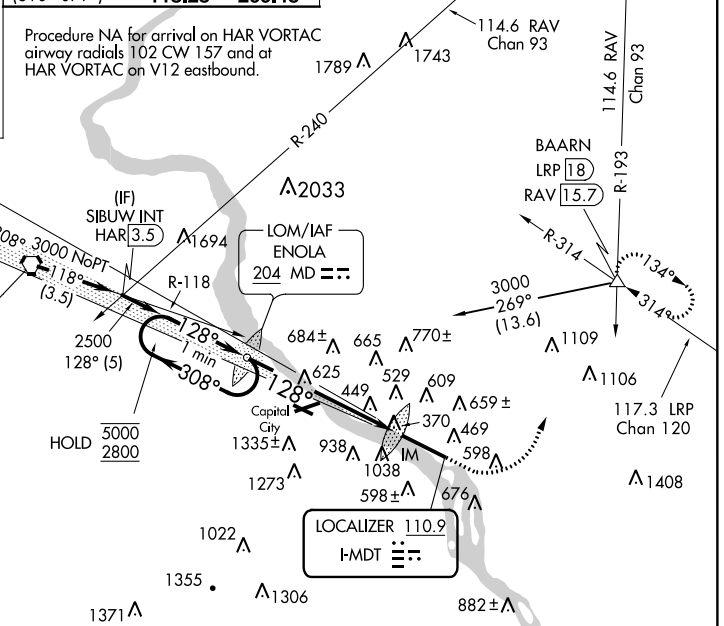 Procedure NA for arrival on HAR VORTAC
airway radials 102 CW 157 and at
HAR VORTAC on V12 eastbound.
114.6 RAV
Chan 93
1743
1789
R-240
114.6 RAV
Chan 93
R-193
BAARN
LRP 18
RAV 15.7
2033
(IF)
SIBUW INT
HAR 3.5
1694
LOM/IAF
ENOLA
204 MD
R-314
134°
314°
3000 NoPT
118°
(3.5)
R-118
3000
269°
(13.6)
2500
128° (5)
128°
1 min
308°
128°
684±
665
770±
1109
1106
625
529
609
449
659±
370
469
598
Capital
City
117.3 LRP
Chan 120
HOLD 5000
2800
1335±
938
1038
IM
1273
598±
676
1408
LOCALIZER 110.9
I-MDT
1022
1355
1306
1371
882±